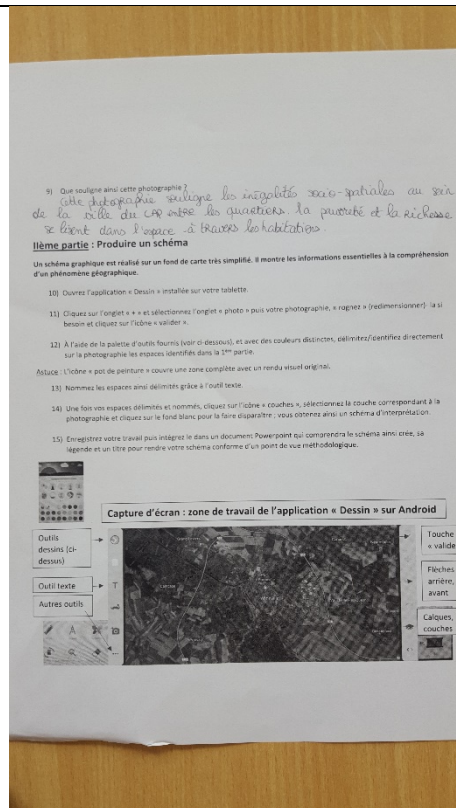 9) Que souligne ainsi cette photographie ?
Cette photographie souligne les inégalités socio-spatiales au sein
de la ville du CAP entre les quartiers. la pauvreté et la richesse
se lisent dans l'espace à travers les habitations.
IIème partie : Produire un schéma
Un schéma graphique est réalisé sur un fond de carte très simplifié. Il montre les informations essentielles à la compréhension
d'un phénomène géographique.
10) Ouvrez l'application « Dessin » installée sur votre tablette.
11) Cliquez sur l'onglet « + » et sélectionnez l'onglet « photo » puis votre photographie, « rognez » (redimensionner) la si
besoin et cliquez sur l'icône « valider ».
12) À l'aide de la palette d'outils fournis (voir ci-dessous), et avec des couleurs distinctes, délimitez/identifiez directement
sur la photographie les espaces identifiés dans la 1ère partie.
Astuce : L'icône « pot de peinture » couvre une zone complète avec un rendu visuel original.
13) Nommez les espaces ainsi délimités grâce à l'outil texte.
14) Une fois vos espaces délimités et nommés, cliquez sur l'icône « couches », sélectionnez la couche correspondant à la
photographie et cliquez sur le fond blanc pour la faire disparaître ; vous obtenez ainsi un schéma d'interprétation.
15) Enregistrez votre travail puis intégrez le dans un document Powerpoint qui comprendra le schéma ainsi créé, sa
légende et un titre pour rendre votre schéma conforme d'un point de vue méthodologique.
Capture d'écran : zone de travail de l'application « Dessin » sur Android
Outils
dessins (ci-
dessus)
Outil texte
Autres outils
T
A
Touche
« valide
Flèches
arrière,
avant
Calques,
couches